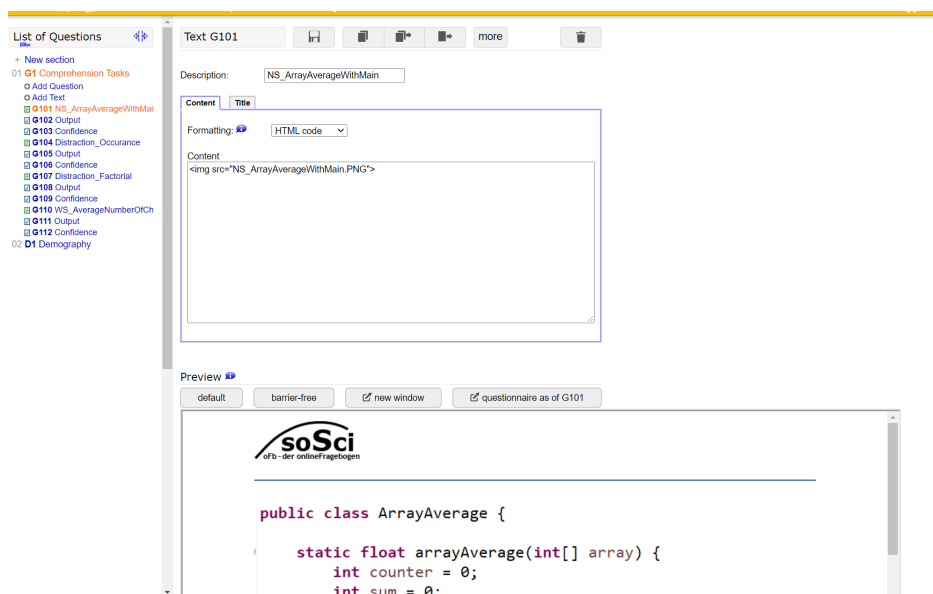 List of Questions
Text G101
more
+ New section
01 G1 Comprehension Tasks
Add Question
Add Text
G101 NS_ArrayAverageWithMai
G102 Output
G103 Confidence
G104 Distraction_Occurance
G105 Output
G106 Confidence
G107 Distraction_Factorial
G108 Output
G109 Confidence
G110 WS_AverageNumberOfCh
G111 Output
G112 Confidence
02 D1 Demography
Description: NS_ArrayAverageWithMain
Content Title
Formatting: HTML code
Content
<img src="NS_ArrayAverageWithMain.PNG">
Preview
default barrier-free new window questionnaire as of G101
soSci
oFb - der onlineFragebogen
public class ArrayAverage {
static float arrayAverage(int[] array) {
int counter = 0;
int sum = 0;